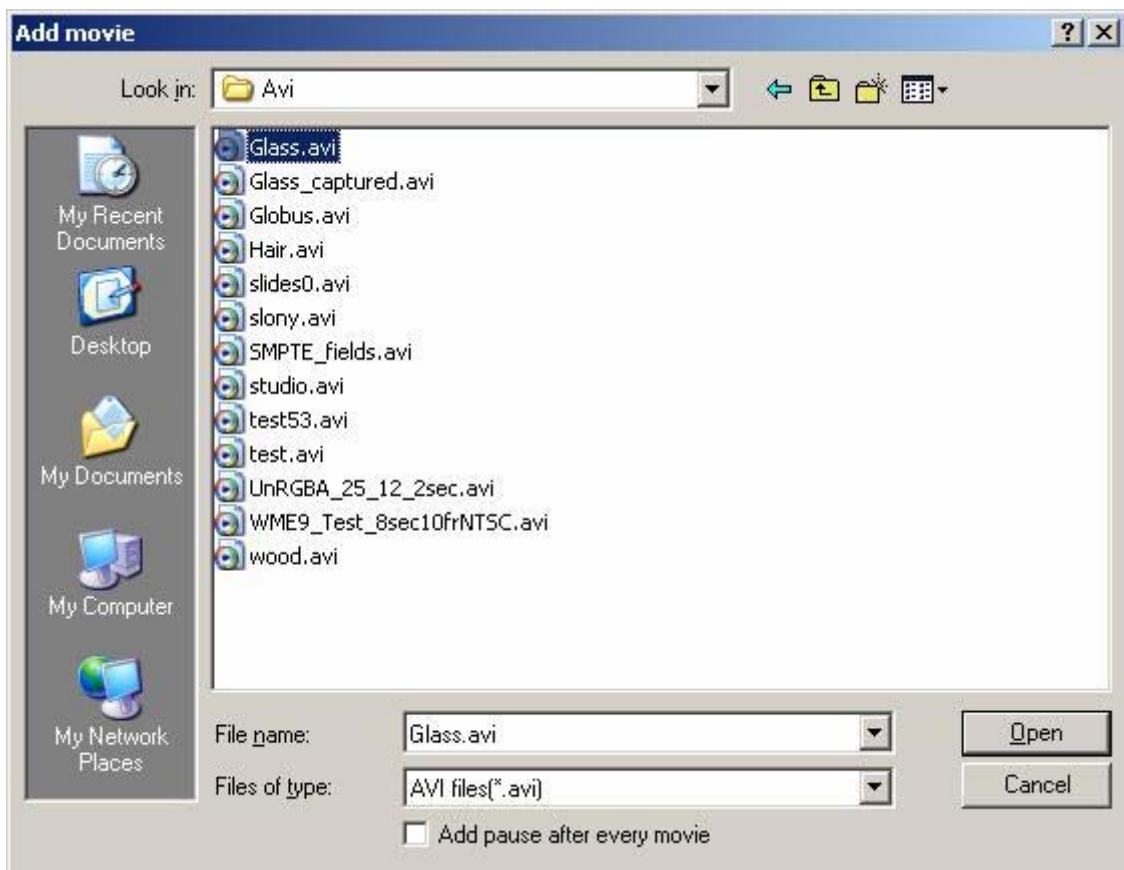 Add movie
Look in: Avi
My Recent
Documents
Desktop
My Documents
My Computer
My Network
Places
Glass.avi
Glass_captured.avi
Globus.avi
Hair.avi
slides0.avi
slony.avi
SMPTE_fields.avi
studio.avi
test53.avi
test.avi
UnRGBA_25_12_2sec.avi
WME9_Test_8sec10frNTSC.avi
wood.avi
File name: Glass.avi Open
Files of type: AVI files(*.avi) Cancel
Add pause after every movie